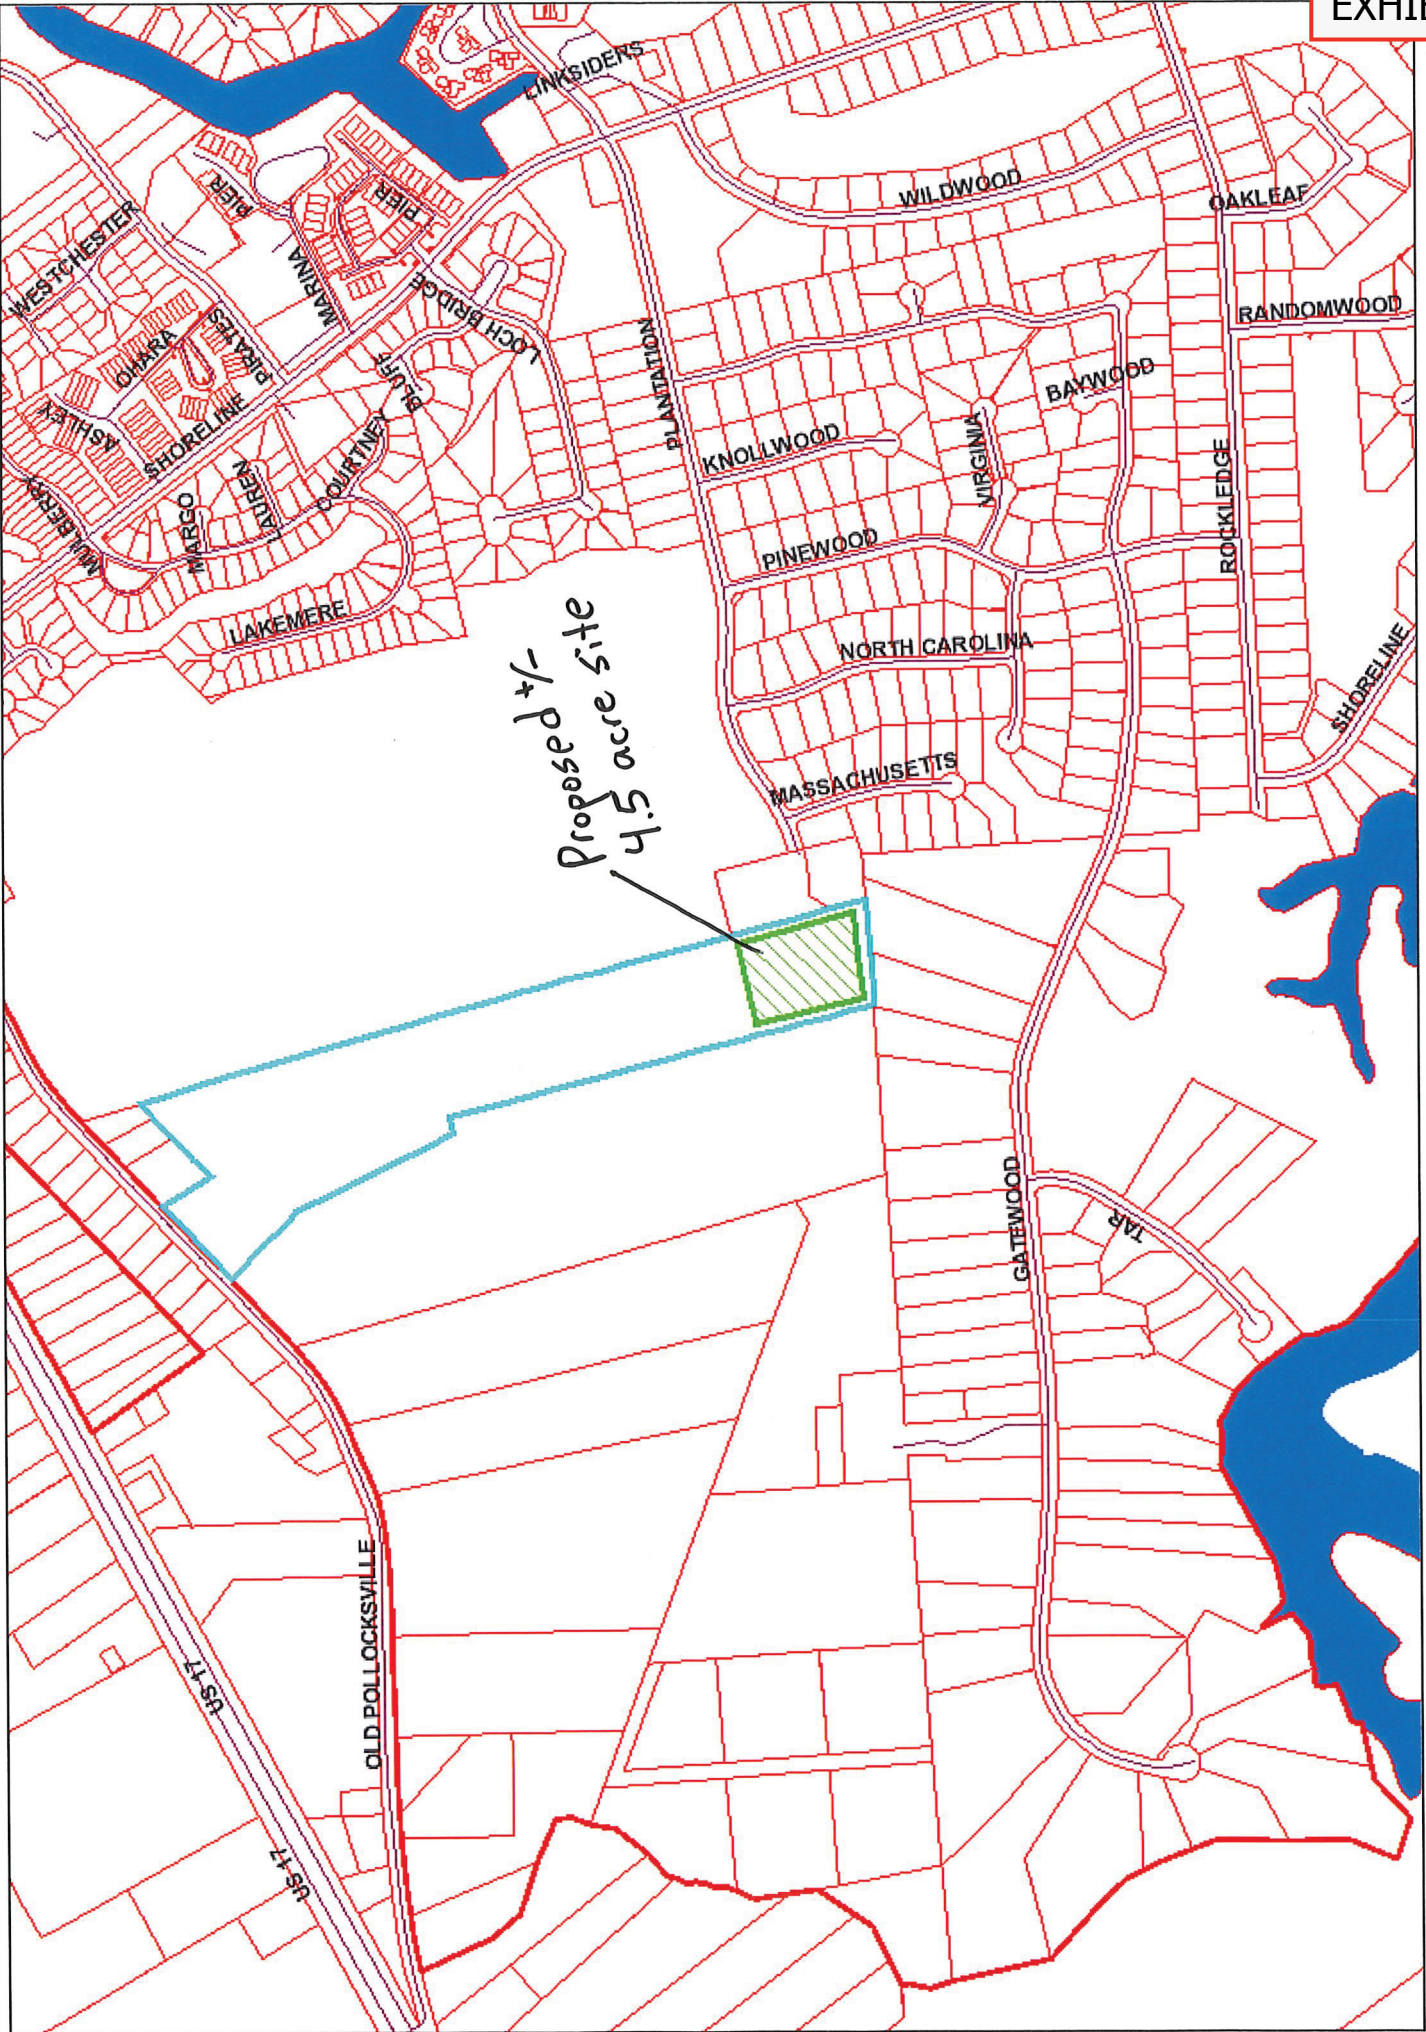 EXHI
LINKSIDERS
WILDWOOD
OAKLEAF
PIER
PIER
WESTCHESTER
MARINA
LOCH BRIDGE
RANDOMWOOD
OHARA
PIRATES
PLANTATION
BLUFF
BAYWOOD
ASHLEY
SHORELINE
COURTNEY
KNOLLWOOD
VIRGINIA
LAUREN
MARGO
MULBERRY
ROCKLEDGE
PINEWOOD
LAKEMERE
NORTH CAROLINA
SHORELINE
Proposed +/-
4.5 acre site
MASSACHUSETTS
GATEWOOD
TAR
OLD POLLOCKSVILLE
US 17
US 17